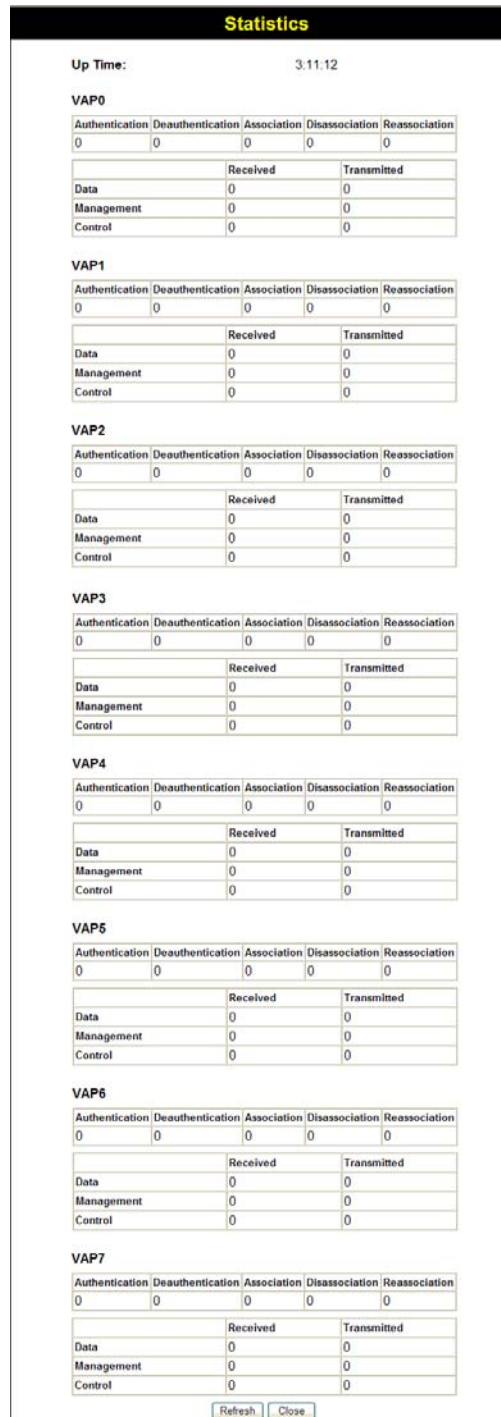 Statistics
Up Time: 3:11:12
VAP0
Authentication Deauthentication Association Disassociation Reassociation
0 0 0 0 0
Received Transmitted
Data 0 0
Management 0 0
Control 0 0
VAP1
Authentication Deauthentication Association Disassociation Reassociation
0 0 0 0 0
Received Transmitted
Data 0 0
Management 0 0
Control 0 0
VAP2
Authentication Deauthentication Association Disassociation Reassociation
0 0 0 0 0
Received Transmitted
Data 0 0
Management 0 0
Control 0 0
VAP3
Authentication Deauthentication Association Disassociation Reassociation
0 0 0 0 0
Received Transmitted
Data 0 0
Management 0 0
Control 0 0
VAP4
Authentication Deauthentication Association Disassociation Reassociation
0 0 0 0 0
Received Transmitted
Data 0 0
Management 0 0
Control 0 0
VAP5
Authentication Deauthentication Association Disassociation Reassociation
0 0 0 0 0
Received Transmitted
Data 0 0
Management 0 0
Control 0 0
VAP6
Authentication Deauthentication Association Disassociation Reassociation
0 0 0 0 0
Received Transmitted
Data 0 0
Management 0 0
Control 0 0
VAP7
Authentication Deauthentication Association Disassociation Reassociation
0 0 0 0 0
Received Transmitted
Data 0 0
Management 0 0
Control 0 0
Refresh Close